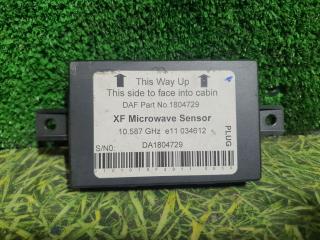 This Way Up
This side to face into cabin
DAF Part No.1804729
XF Microwave Sensor
10.587 GHz e11 034612
PLUG
S/N0: DA1804729